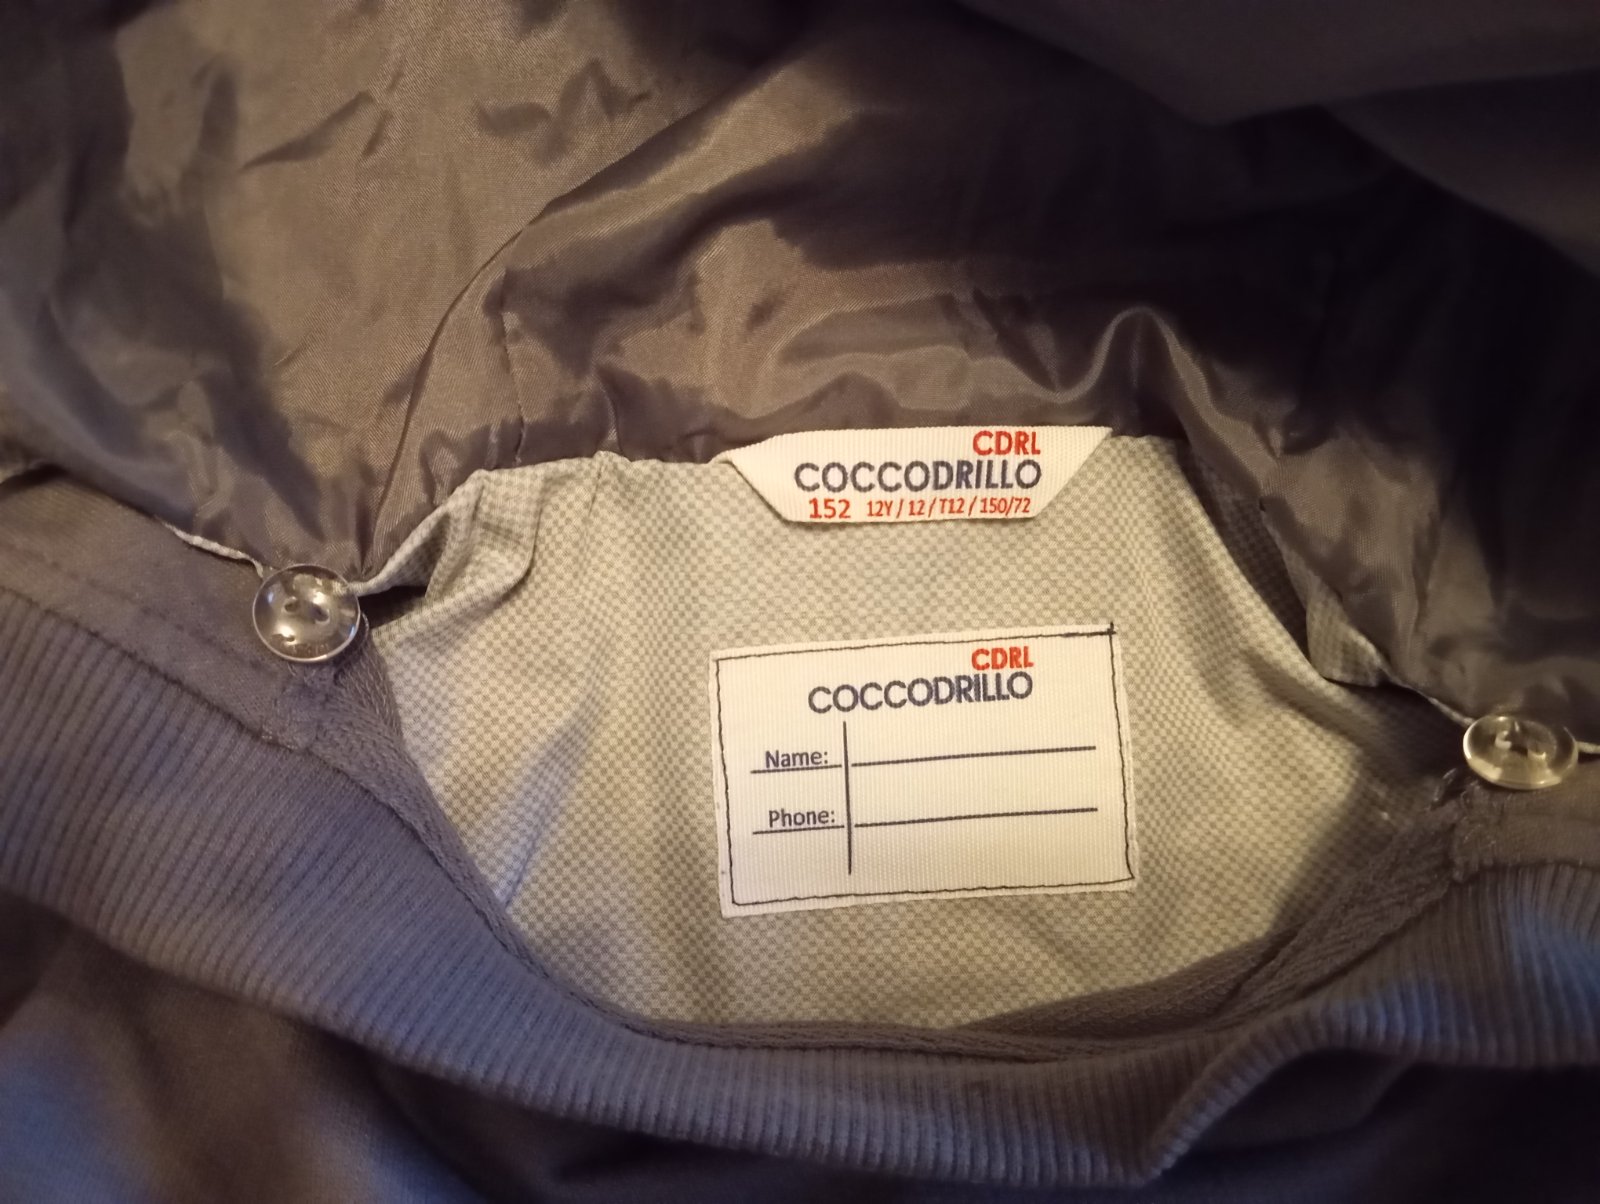 CDRL
COCCODRILLO
152 12Y / 12 / T12 / 150/72
CDRL
COCCODRILLO
Name:
Phone: